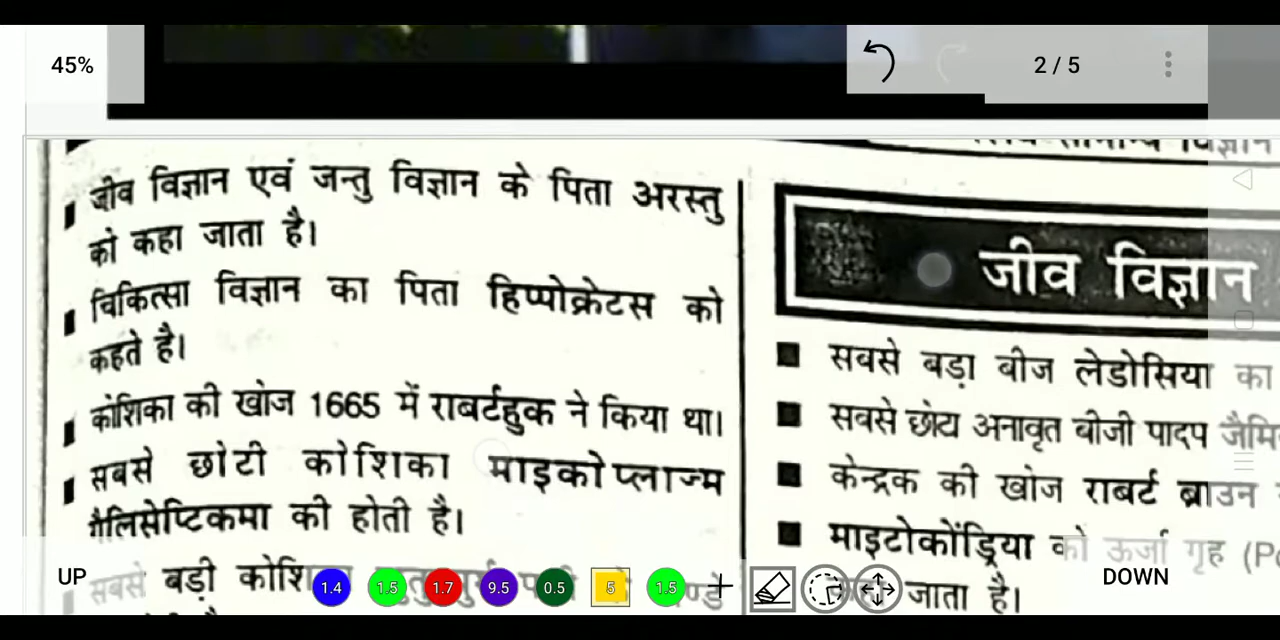 45%
2 / 5
जीव विज्ञान एवं जन्तु विज्ञान के पिता अरस्तु
को कहा जाता है।
चिकित्सा विज्ञान का पिता हिप्पोक्रेटस को
कहते है।
कोशिका की खोज 1665 में राबर्टहुक ने किया था।
सबसे छोटी कोशिका माइकोप्लाज्म
गैलिसेप्टिकमा की होती है।
सबसे बड़ी
जीव विज्ञान
सबसे बड़ा बीज लेडोसिया का
सबसे छोटा अनावृत बीजी पादप
केन्द्रक की खोज राबर्ट ब्राउन
माइटोकोंड्रिया को ऊर्जा गृह
जाता है।
UP
1.4 1.5 1.7 9.5 0.5 5 1.5
DOWN